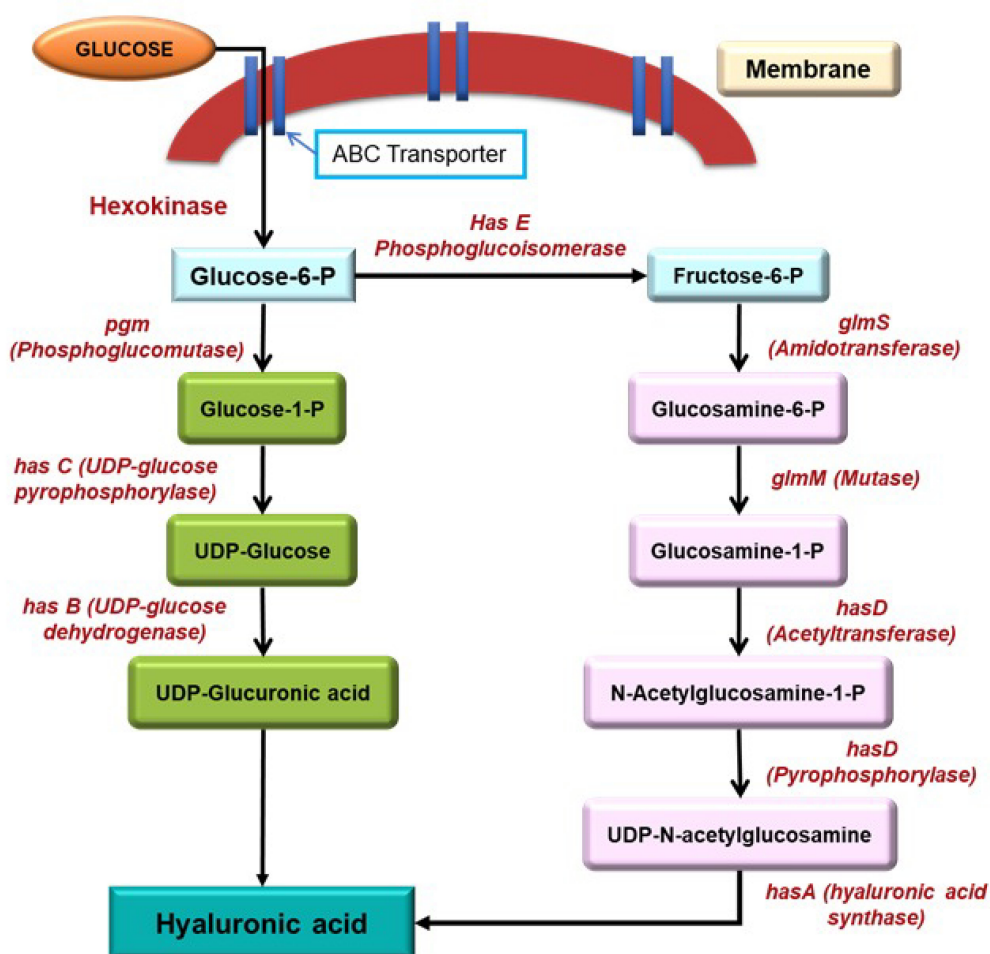 GLUCOSE
Membrane
ABC Transporter
Hexokinase
Has E
Phosphoglucoisomerase
Glucose-6-P
Fructose-6-P
pgm
(Phosphoglucomutase)
glmS
(Amidotransferase)
Glucose-1-P
Glucosamine-6-P
has C (UDP-glucose
pyrophosphorylase)
glmM (Mutase)
UDP-Glucose
Glucosamine-1-P
has B (UDP-glucose
dehydrogenase)
hasD
(Acetyltransferase)
UDP-Glucuronic acid
N-Acetylglucosamine-1-P
hasD
(Pyrophosphorylase)
UDP-N-acetylglucosamine
hasA (hyaluronic acid
synthase)
Hyaluronic acid